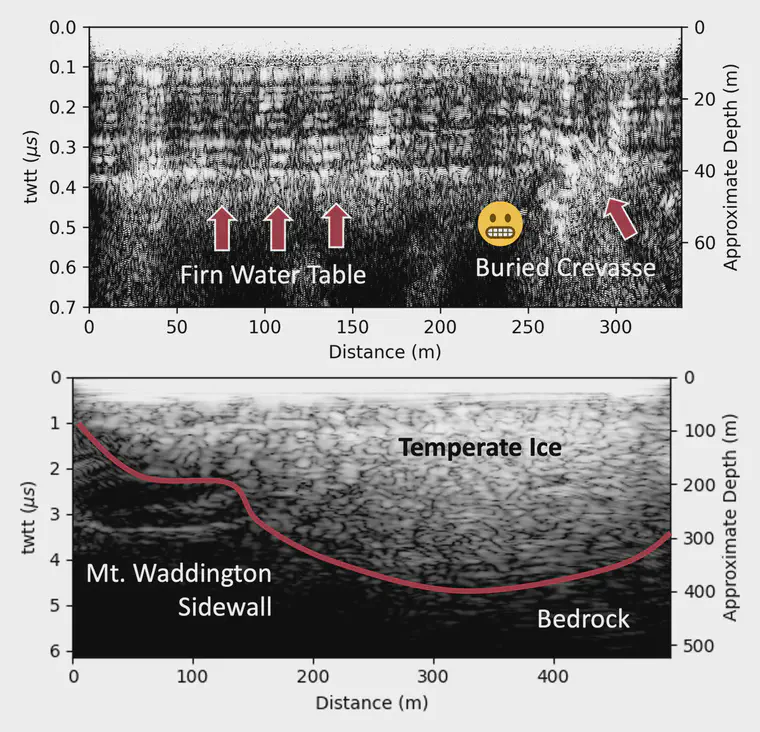 0.0
0.1
0.2
0.3
0.4
0.5
0.6
0.7
twtt (μs)
0
20
40
60
Approximate Depth (m)
Firn Water Table
Buried Crevasse
0 50 100 150 200 250 300
Distance (m)
0
1
2
3
4
5
6
twtt (μs)
0
100
200
300
400
500
Approximate Depth (m)
Temperate Ice
Mt. Waddington
Sidewall
Bedrock
0 100 200 300 400
Distance (m)